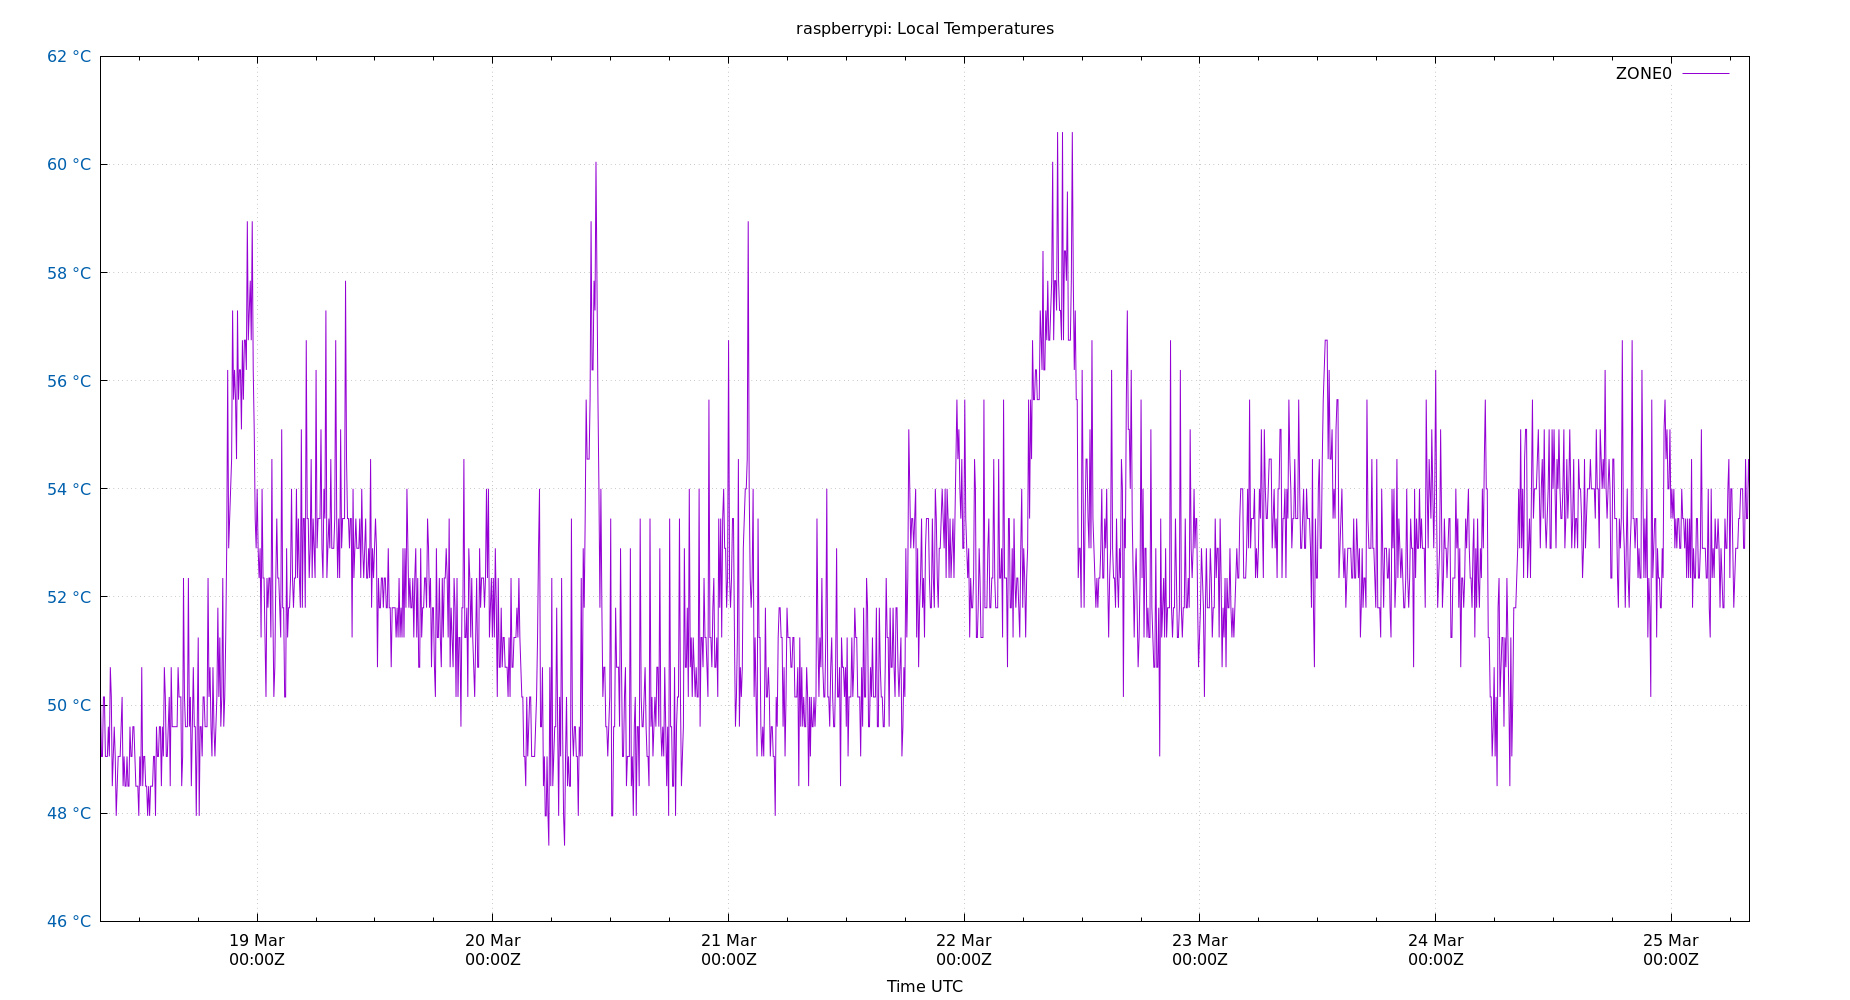 raspberrypi: Local Temperatures
62 °C
ZONE0
60 °C
58 °C
56 °C
54 °C
52 °C
50 °C
48 °C
46 °C
19 Mar 20 Mar 21 Mar 22 Mar 23 Mar 24 Mar 25 Mar
00:00Z 00:00Z 00:00Z 00:00Z 00:00Z 00:00Z 00:00Z
Time UTC